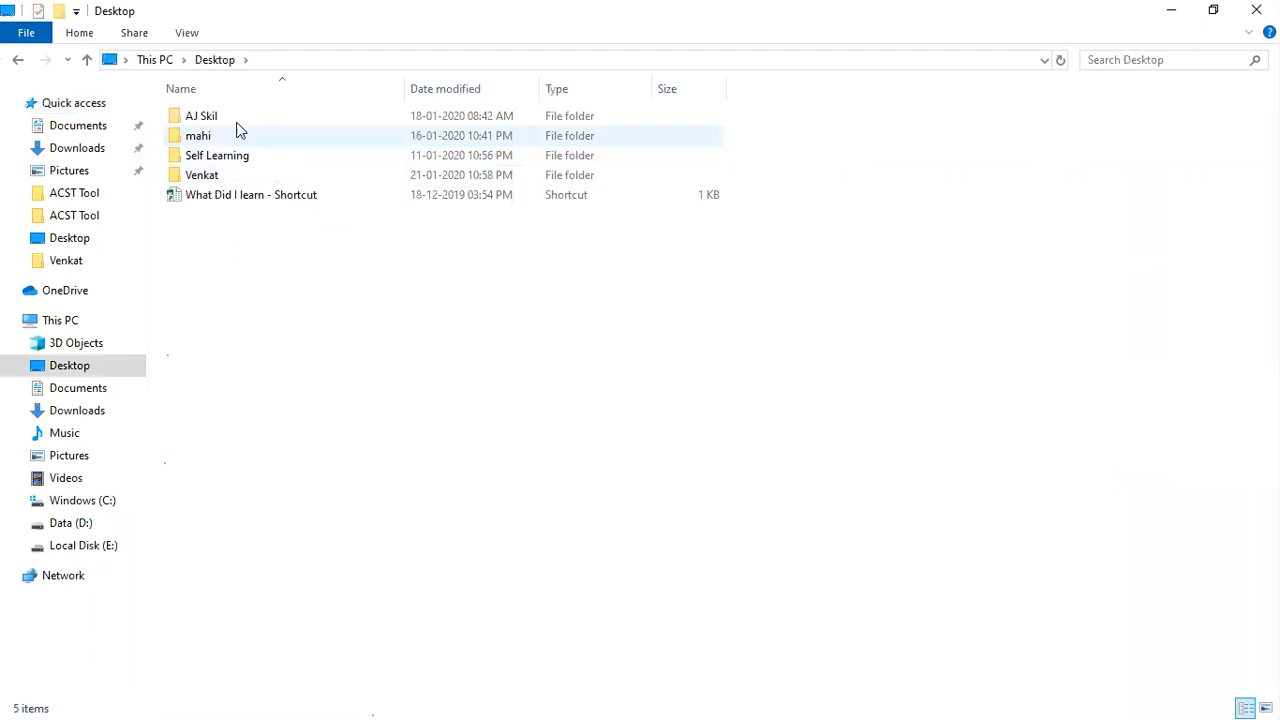 Desktop
File Home Share View
This PC Desktop Search Desktop
Name Date modified Type Size
Quick access
Documents
Downloads
Pictures
ACST Tool
ACST Tool
Desktop
Venkat
OneDrive
This PC
3D Objects
Desktop
Documents
Downloads
Music
Pictures
Videos
Windows (C:)
Data (D:)
Local Disk (E:)
Network
AJ Skil 18-01-2020 08:42 AM File folder
mahi 16-01-2020 10:41 PM File folder
Self Learning 11-01-2020 10:56 PM File folder
Venkat 21-01-2020 10:58 PM File folder
What Did I learn - Shortcut 18-12-2019 03:54 PM Shortcut 1 KB
5 items